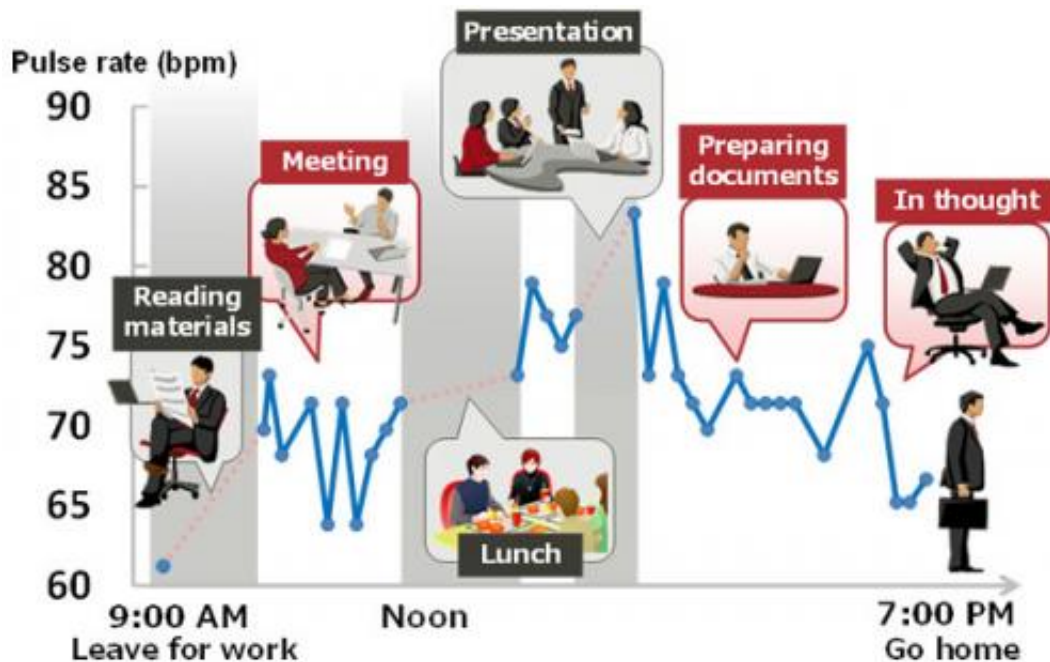 Presentation
Pulse rate (bpm)
90
Meeting
Preparing
documents
85
In thought
80
Reading
materials
75
70
65
Lunch
60
9:00 AM
Noon
7:00 PM
Leave for work
Go home